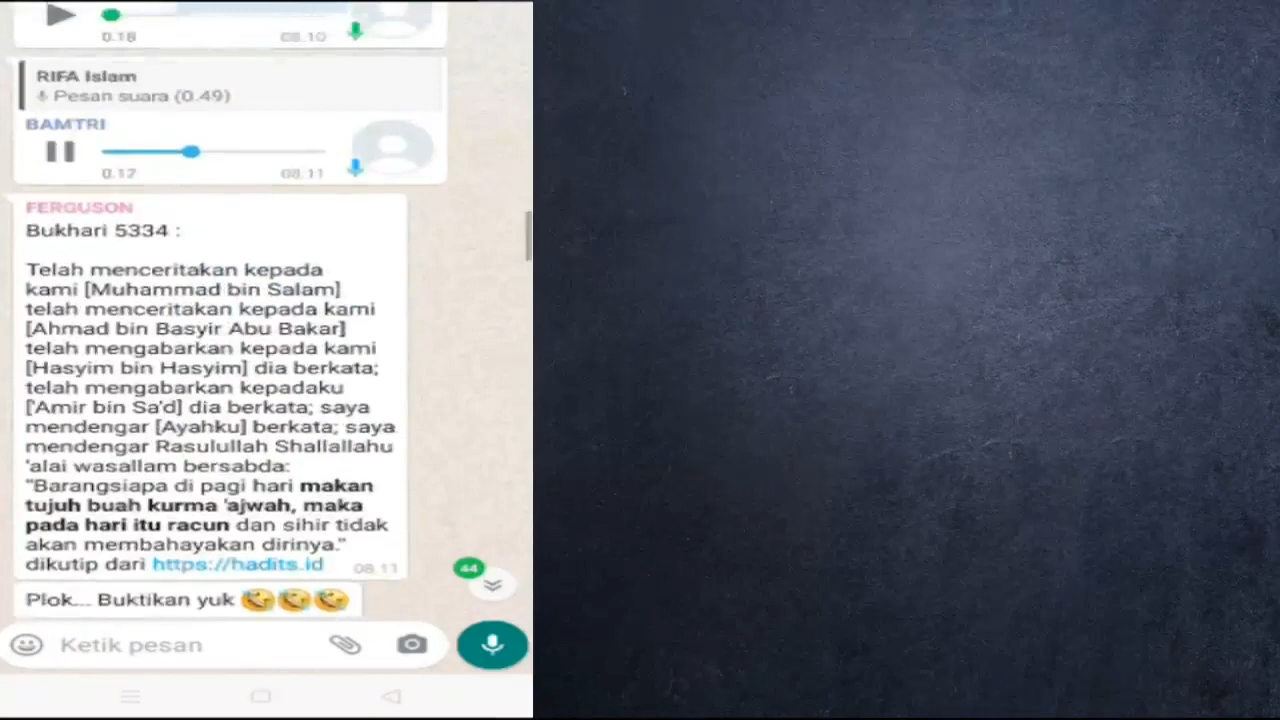 0.18 08.10
RIFA Islam
Pesan suara (0.49)
BAMTRI
0.17 08.11
FERGUSON
Bukhari 5334 :
Telah menceritakan kepada
kami [Muhammad bin Salam]
telah menceritakan kepada kami
[Ahmad bin Basyir Abu Bakar]
telah mengabarkan kepada kami
[Hasyim bin Hasyim] dia berkata;
telah mengabarkan kepadaku
['Amir bin Sa'd] dia berkata; saya
mendengar [Ayahku] berkata; saya
mendengar Rasulullah Shallallahu
'alai wasallam bersabda:
"Barangsiapa di pagi hari makan
tujuh buah kurma 'ajwah, maka
pada hari itu racun dan sihir tidak
akan membahayakan dirinya."
dikutip dari https://hadits.id 08.11
44
Plok... Buktikan yuk 🤣🤣🤣
Ketik pesan